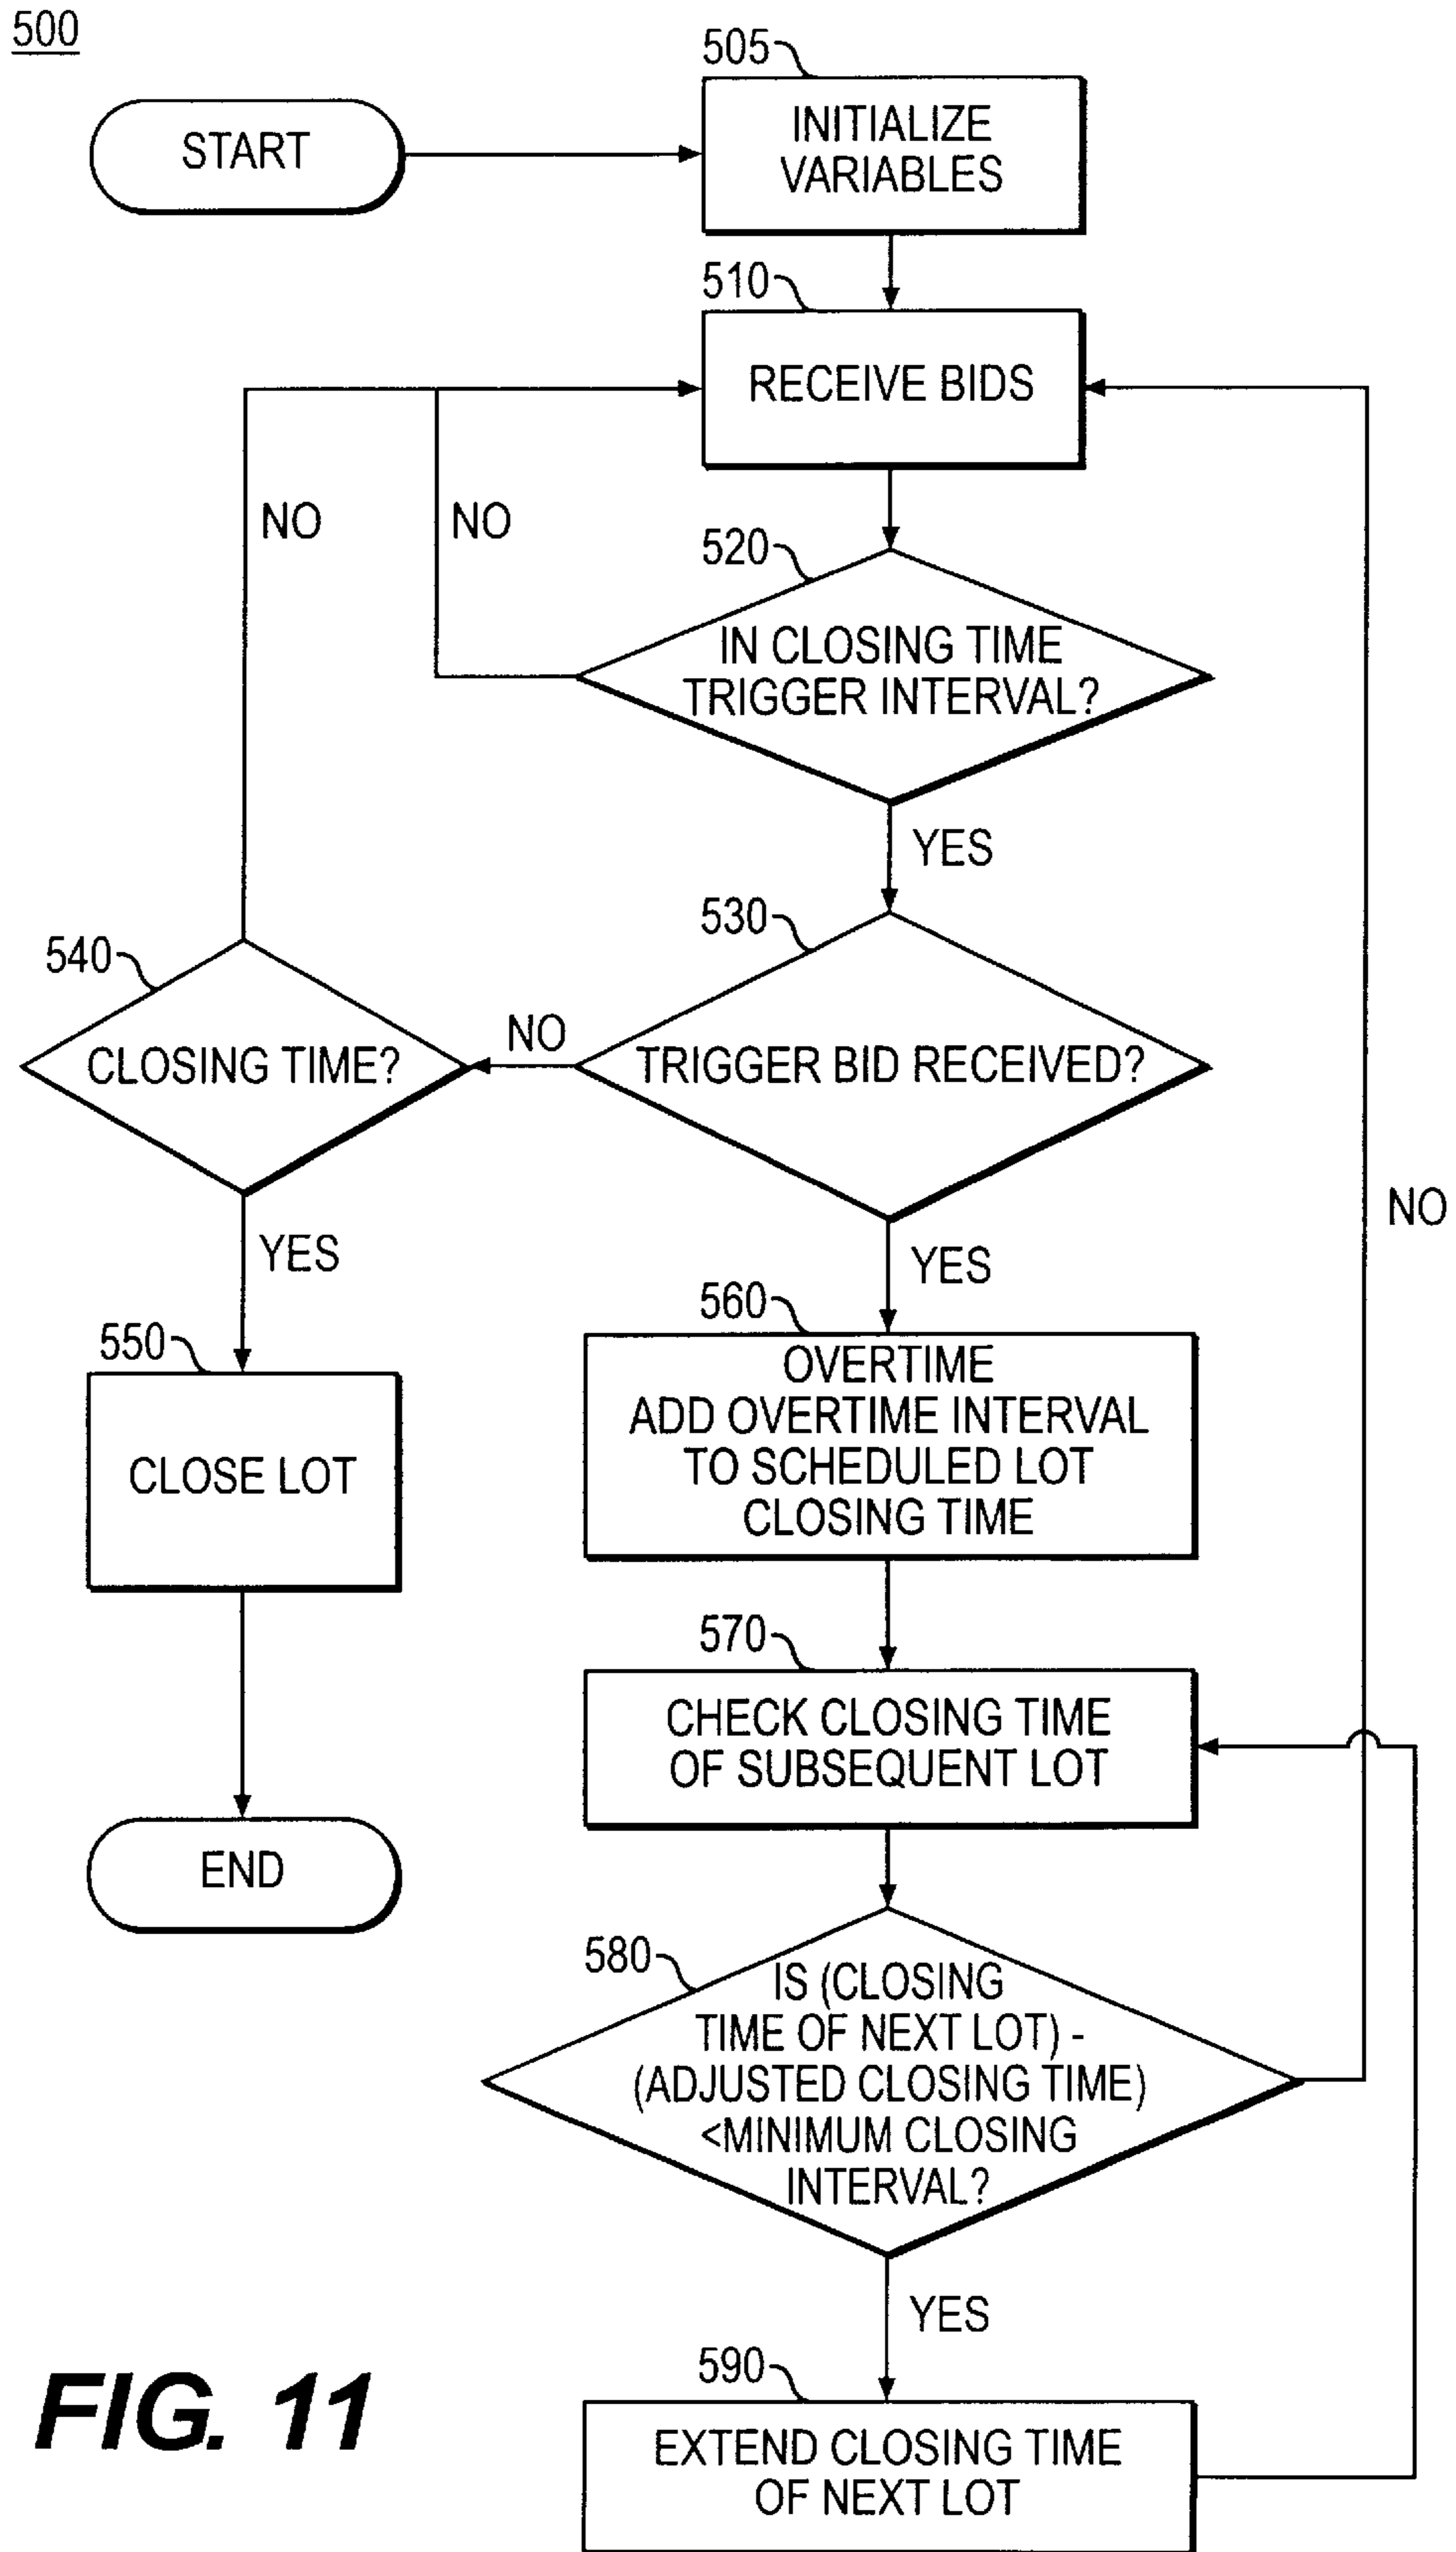 500
505
START
INITIALIZE
VARIABLES
510
RECEIVE BIDS
NO
NO
520
IN CLOSING TIME
TRIGGER INTERVAL?
YES
530
540
NO
CLOSING TIME?
TRIGGER BID RECEIVED?
NO
YES
YES
560
550
OVERTIME
ADD OVERTIME INTERVAL
TO SCHEDULED LOT
CLOSING TIME
CLOSE LOT
570
CHECK CLOSING TIME
OF SUBSEQUENT LOT
END
580
IS (CLOSING
TIME OF NEXT LOT) -
(ADJUSTED CLOSING TIME)
<MINIMUM CLOSING
INTERVAL?
YES
590
EXTEND CLOSING TIME
OF NEXT LOT
FIG. 11